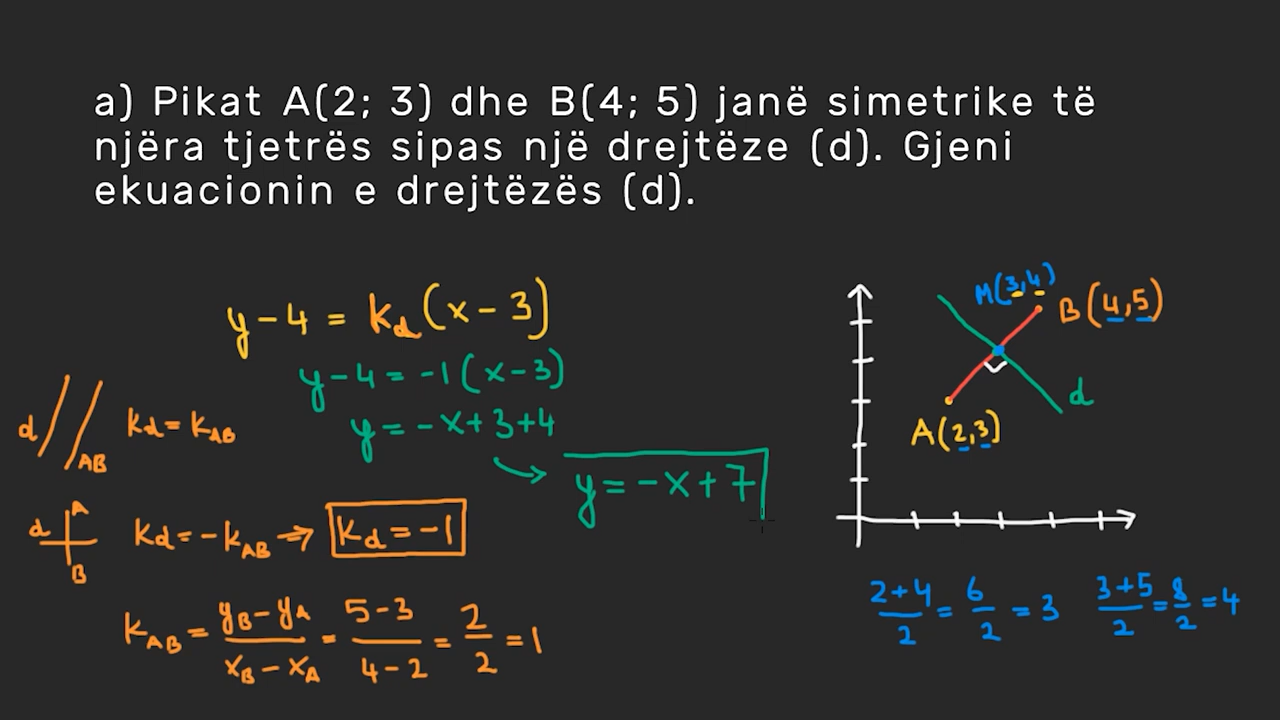 a) Pikat A(2; 3) dhe B(4; 5) janë simetrike të
njëra tjetrës sipas një drejtëze (d). Gjeni
ekuacionin e drejtëzës (d).
y-4 = kd(x-3)
y-4 = -1(x-3)
y = -x+3+4
y = -x+7
d AB kd = kAB
d A B kd = -kAB ⇒ kd = -1
kAB = yB-yA / xB-xA = 5-3 / 4-2 = 2/2 = 1
M(3,4)
B(4,5)
d
A(2,3)
2+4 / 2 = 6/2 = 3
3+5 / 2 = 8/2 = 4